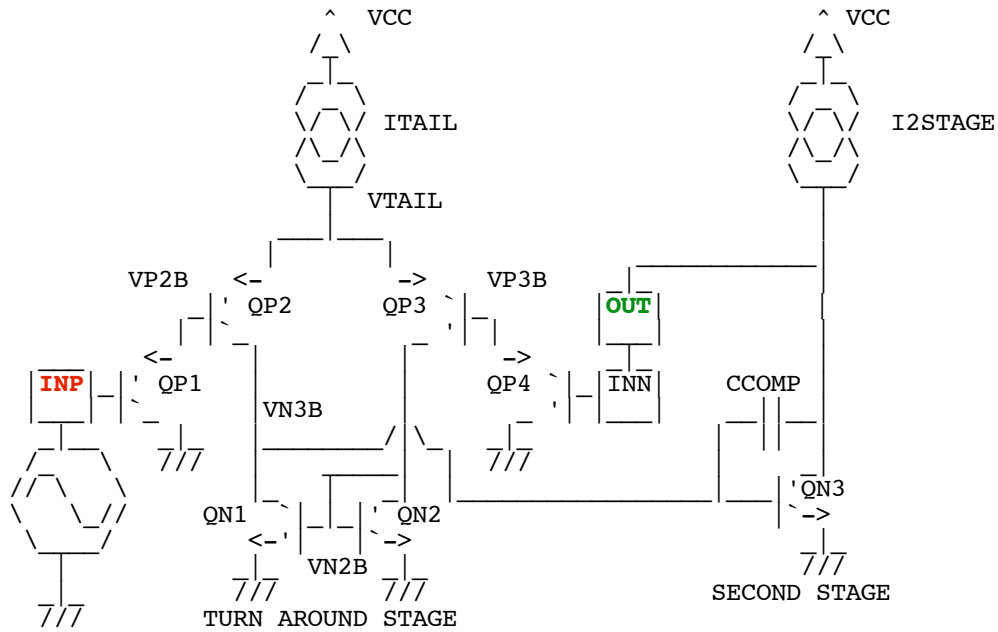 VCC VCC
ITAIL I2STAGE
VTAIL
VP2B VP3B
QP2 QP3 OUT
INP QP1 QP4 INN CCOMP
VN3B
QN3
QN1 QN2
VN2B
SECOND STAGE
TURN AROUND STAGE